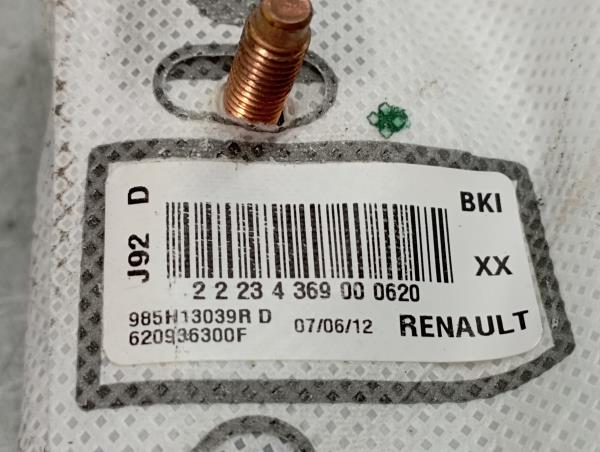 J92 D
BKI
XX
2 2 23 4 369 00 0620
985H13039R D
620936300F
07/06/12
RENAULT